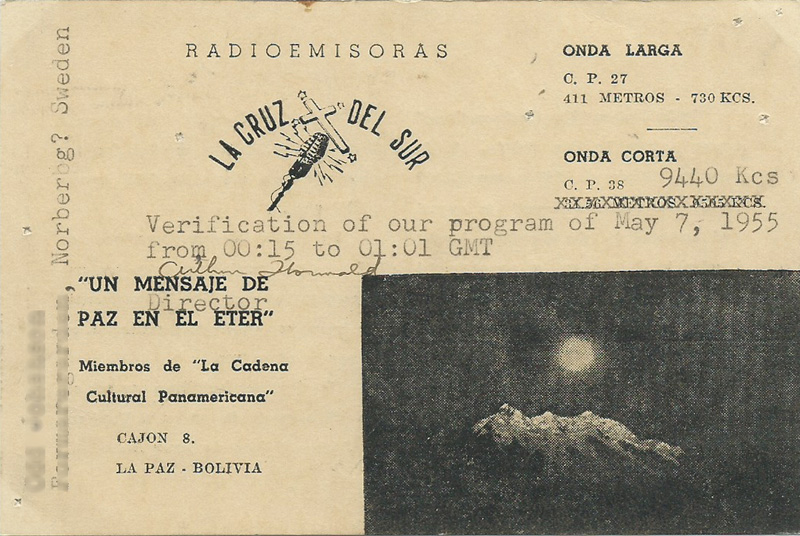 RADIOEMISORAS
LA CRUZ DEL SUR
ONDA LARGA
C. P. 27
411 METROS - 730 KCS.
ONDA CORTA
C. P. 38 9440 Kcs
Verification of our program of May 7, 1955
from 00:15 to 01:01 GMT
Director
"UN MENSAJE DE
PAZ EN EL ETER"
Miembros de "La Cadena
Cultural Panamericana"
CAJON 8.
LA PAZ - BOLIVIA
Norberög? Sweden